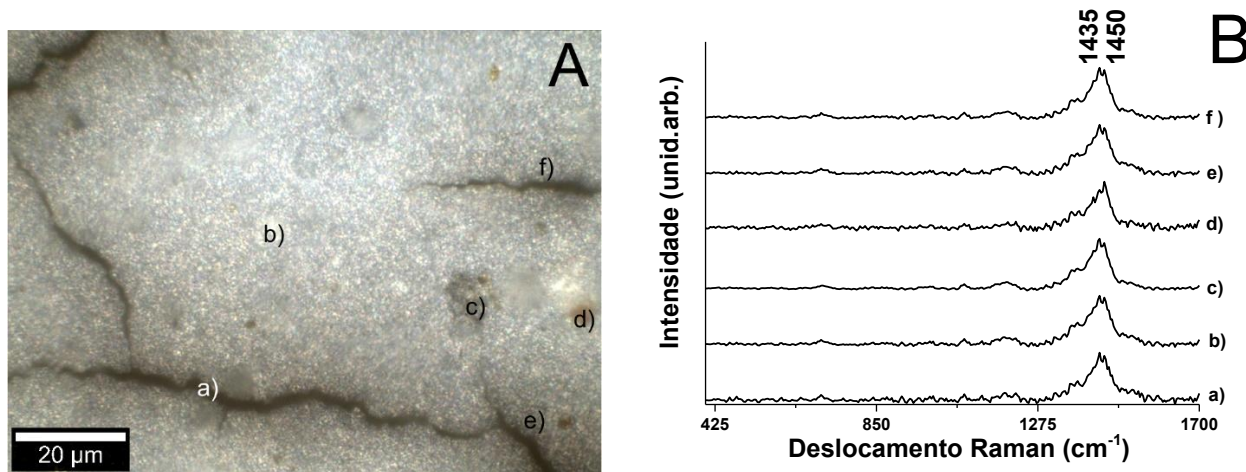 A
f)
b)
c)
d)
a)
e)
20 µm
B
1435
1450
f )
e)
d)
c)
b)
a)
Intensidade (unid.arb.)
425 850 1275 1700
Deslocamento Raman (cm⁻¹)